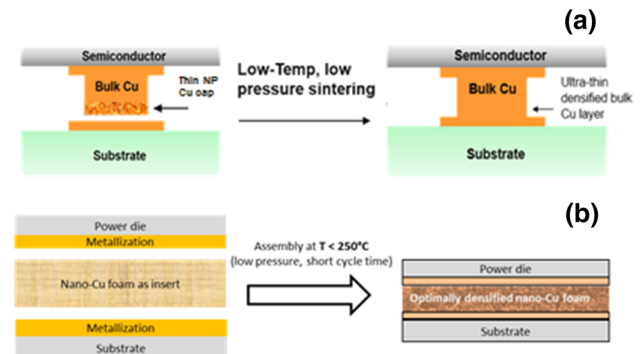 (a)
Semiconductor
Bulk Cu
Thin NP
Cu cap
Substrate
Low-Temp, low
pressure sintering
Semiconductor
Bulk Cu
Ultra-thin
densified bulk
Cu layer
Substrate
(b)
Power die
Metallization
Nano-Cu foam as insert
Metallization
Substrate
Assembly at T < 250°C
(low pressure, short cycle time)
Power die
Optimally densified nano-Cu foam
Substrate